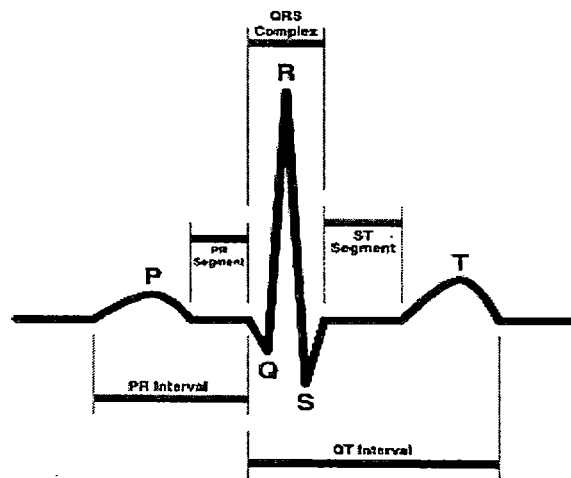 QRS
Complex
R
PR
Segment
ST
Segment
P
T
Q
S
PR Interval
QT Interval